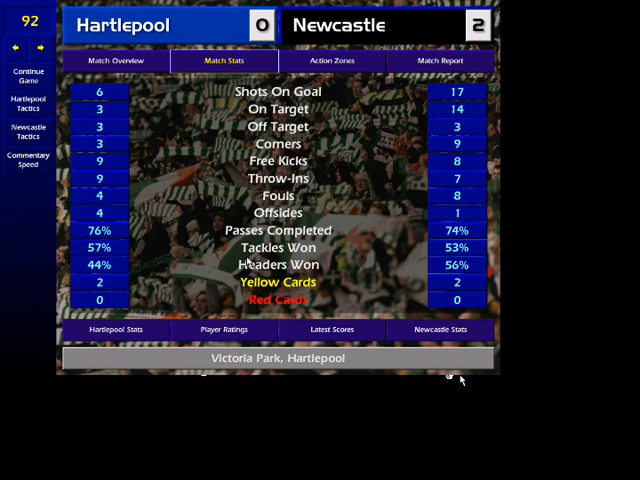 92
Hartlepool 0 Newcastle 2
Match Overview Match Stats Action Zones Match Report
Continue Game
Hartlepool Tactics
Newcastle Tactics
Commentary Speed
6 Shots On Goal 17
3 On Target 14
3 Off Target 3
3 Corners 9
9 Free Kicks 8
9 Throw-Ins 7
4 Fouls 8
4 Offsides 1
76% Passes Completed 74%
57% Tackles Won 53%
44% Headers Won 56%
2 Yellow Cards 2
0 Red Cards 0
Hartlepool Stats Player Ratings Latest Scores Newcastle Stats
Victoria Park, Hartlepool